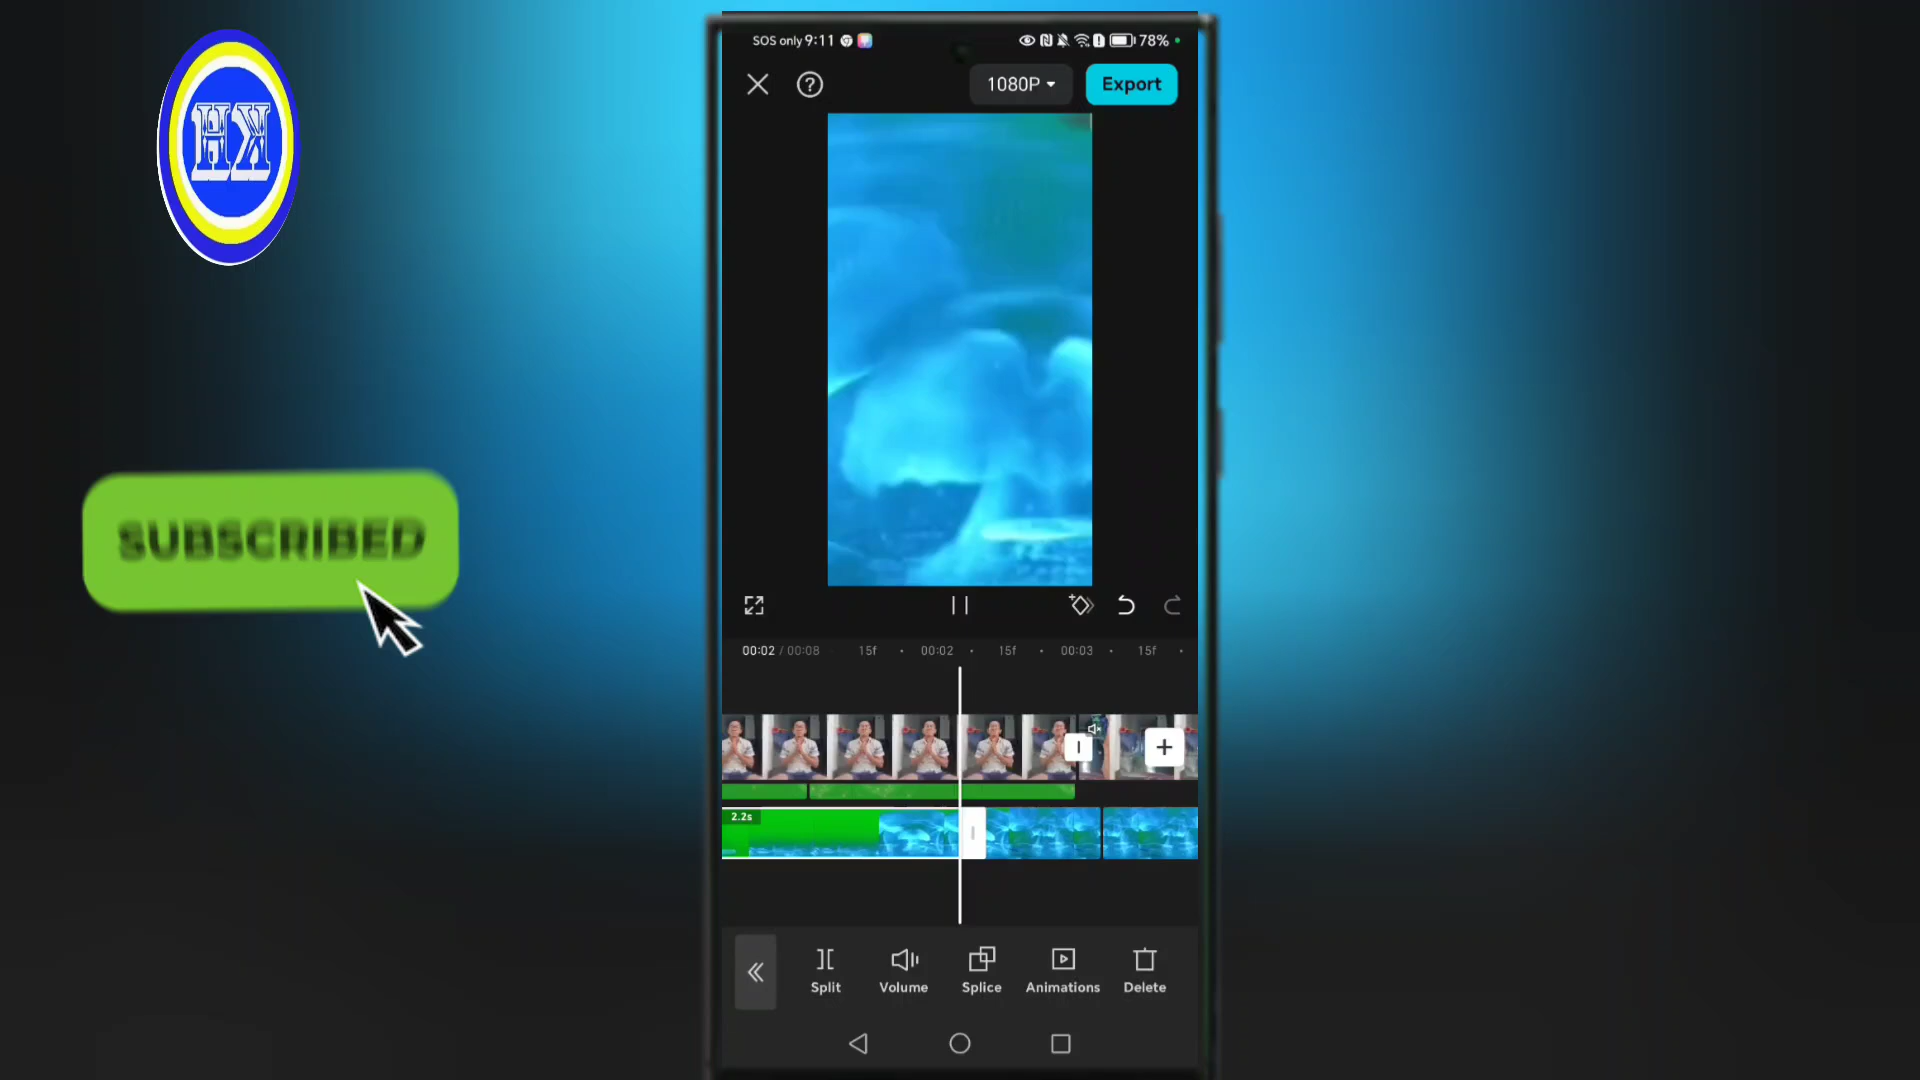 SOS only 9:11
78%
HK
1080P
Export
SUBSCRIBED
00:02 / 00:08
15f
00:02
15f
00:03
15f
2.2s
Split
Volume
Splice
Animations
Delete